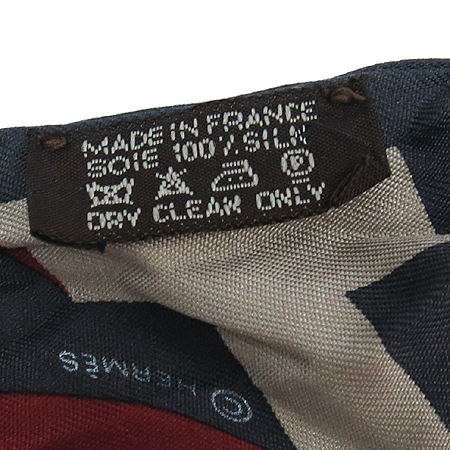 MADE IN FRANCE
SOIE 100% SILK
Ⓟ
DRY CLEAN ONLY
© HERMÈS